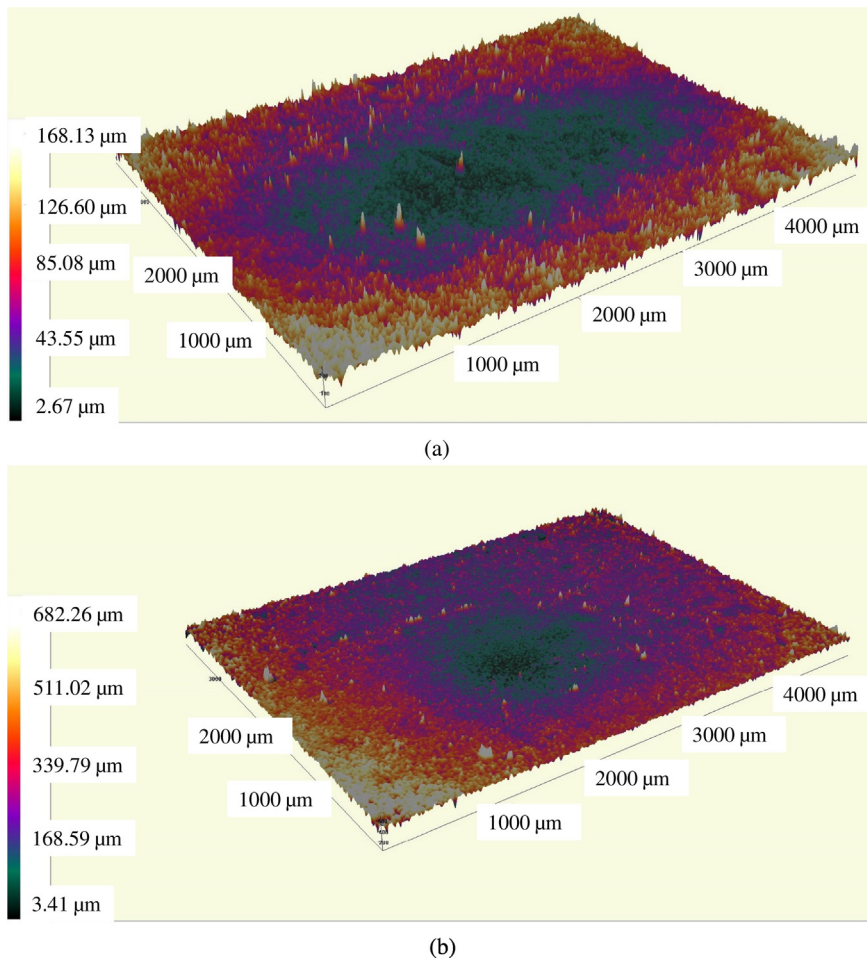 168.13 µm
126.60 µm
85.08 µm
43.55 µm
2.67 µm
2000 µm
1000 µm
1000 µm
2000 µm
3000 µm
4000 µm
(a)
682.26 µm
511.02 µm
339.79 µm
168.59 µm
3.41 µm
3000
2000 µm
1000 µm
1000 µm
2000 µm
3000 µm
4000 µm
(b)